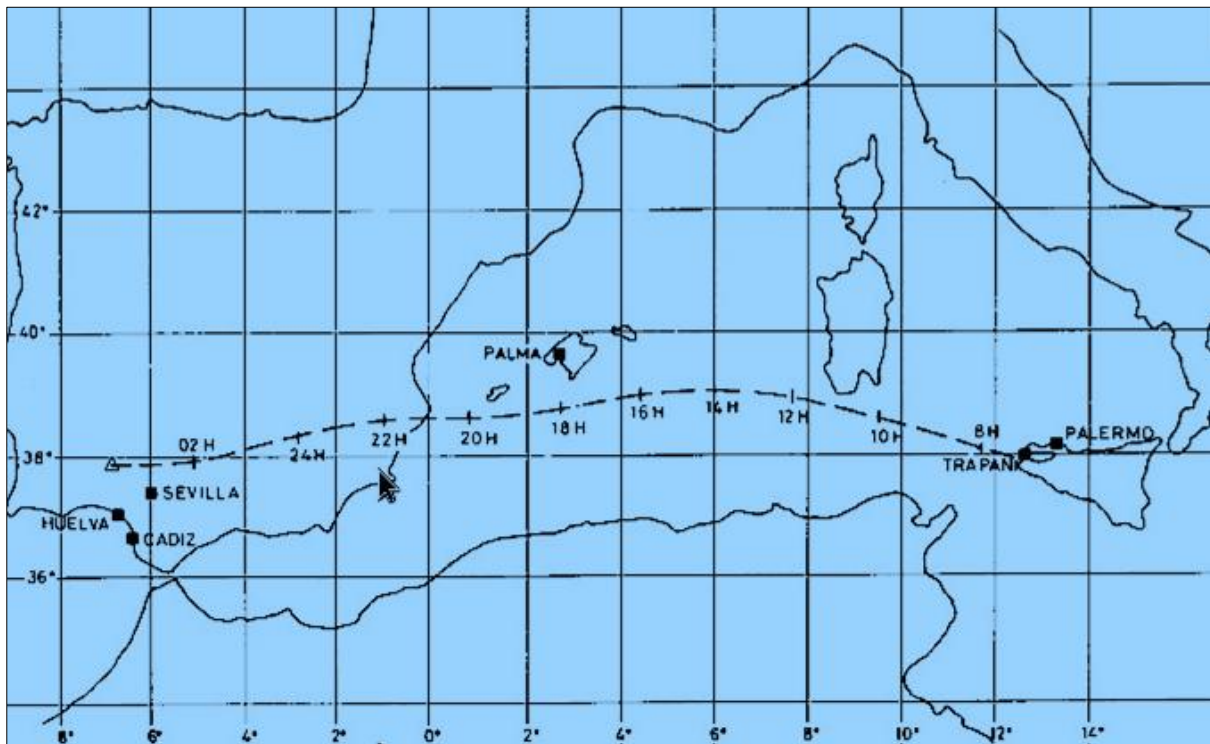 42°
40°
PALMA
16H
14H
12H
18H
20H
22H
10H
8H
02H
24H
38°
PALERMO
TRAPANI
SEVILLA
HUELVA
CADIZ
36°
8° 6° 4° 2° 0° 2° 4° 6° 8° 10° 12° 14°